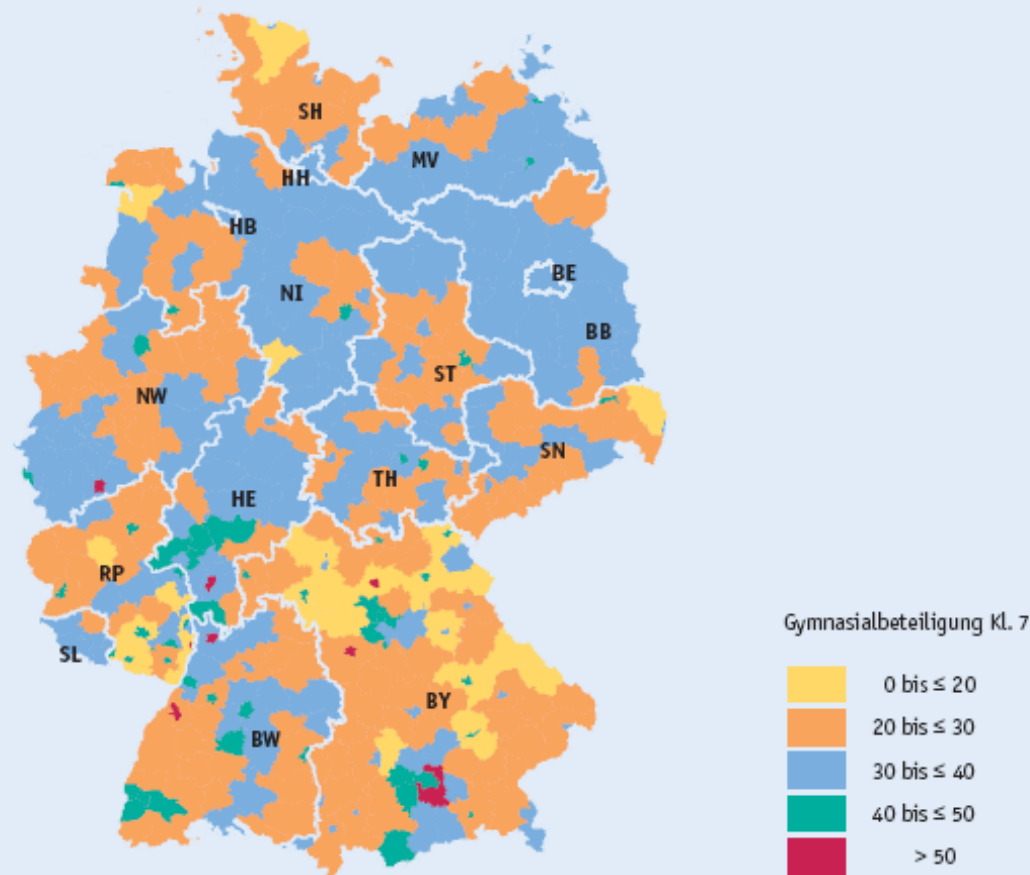 SH
MV
HH
HB
BE
NI
BB
ST
NW
SN
TH
HE
RP
SL
BY
BW
Gymnasialbeteiligung Kl. 7
0 bis ≤ 20
20 bis ≤ 30
30 bis ≤ 40
40 bis ≤ 50
> 50